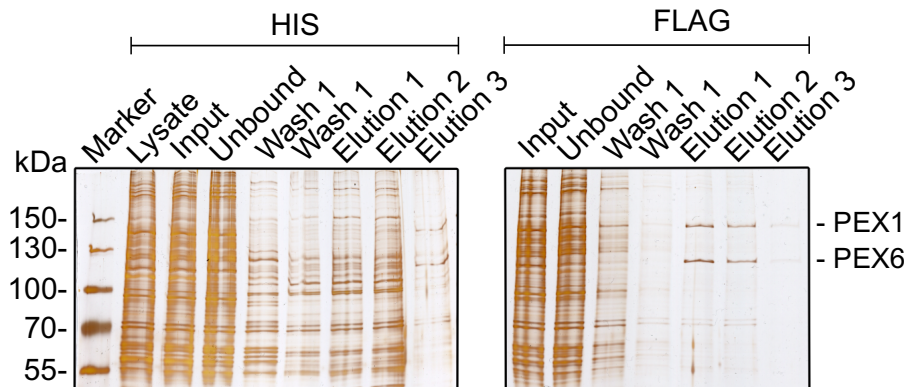 HIS
FLAG
Marker
Lysate
Input
Unbound
Wash 1
Wash 1
Elution 1
Elution 2
Elution 3
Input
Unbound
Wash 1
Wash 1
Elution 1
Elution 2
Elution 3
kDa
150-
130-
100-
70-
55-
- PEX1
- PEX6